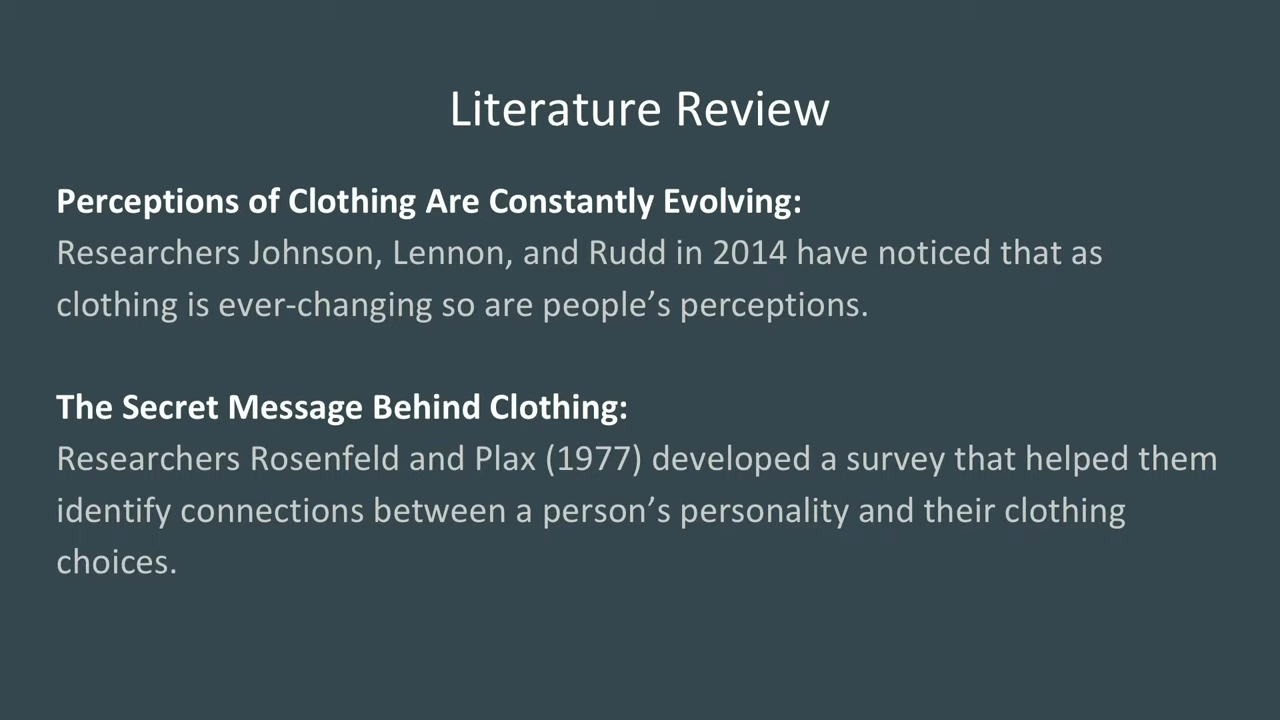 Literature Review
Perceptions of Clothing Are Constantly Evolving:
Researchers Johnson, Lennon, and Rudd in 2014 have noticed that as
clothing is ever-changing so are people’s perceptions.
The Secret Message Behind Clothing:
Researchers Rosenfeld and Plax (1977) developed a survey that helped them
identify connections between a person’s personality and their clothing
choices.